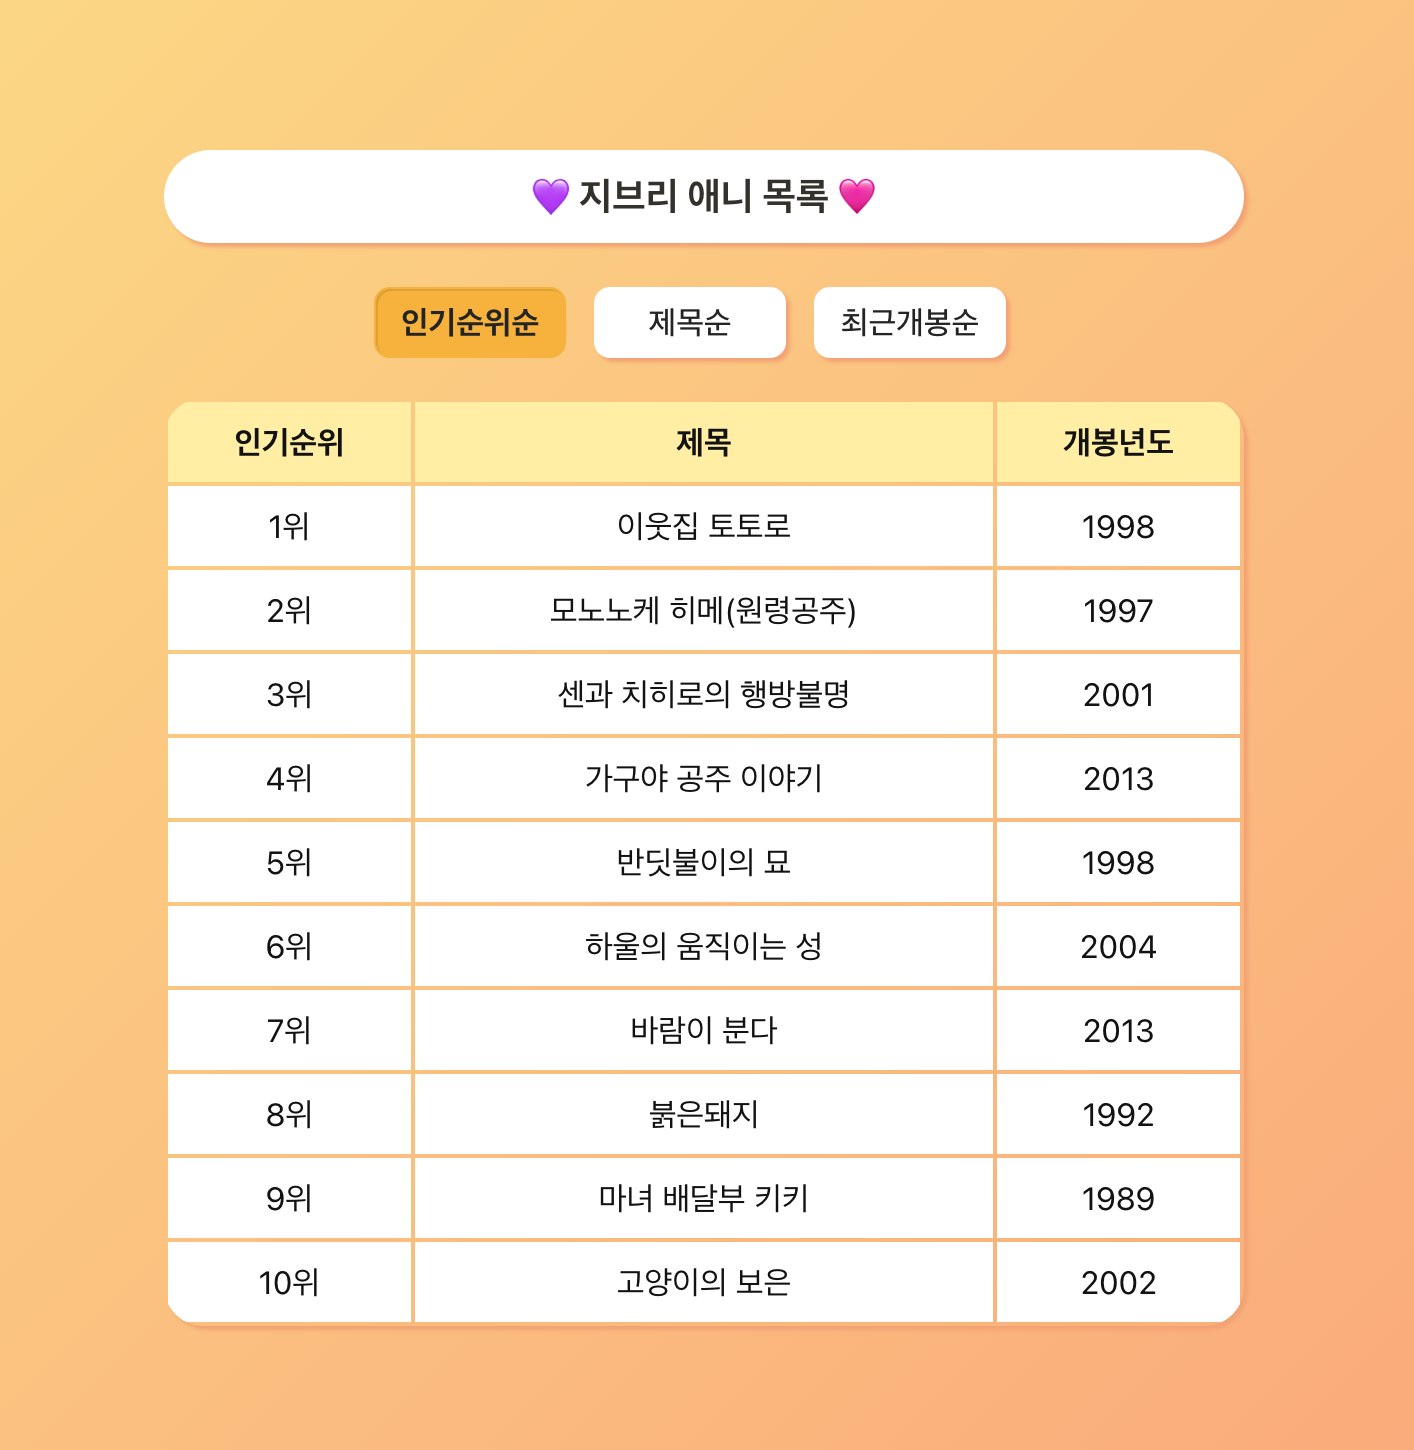 💜 지브리 애니 목록 💖
인기순위순 제목순 최근개봉순
인기순위 제목 개봉년도
1위 이웃집 토토로 1998
2위 모노노케 히메(원령공주) 1997
3위 센과 치히로의 행방불명 2001
4위 가구야 공주 이야기 2013
5위 반딧불이의 묘 1998
6위 하울의 움직이는 성 2004
7위 바람이 분다 2013
8위 붉은돼지 1992
9위 마녀 배달부 키키 1989
10위 고양이의 보은 2002